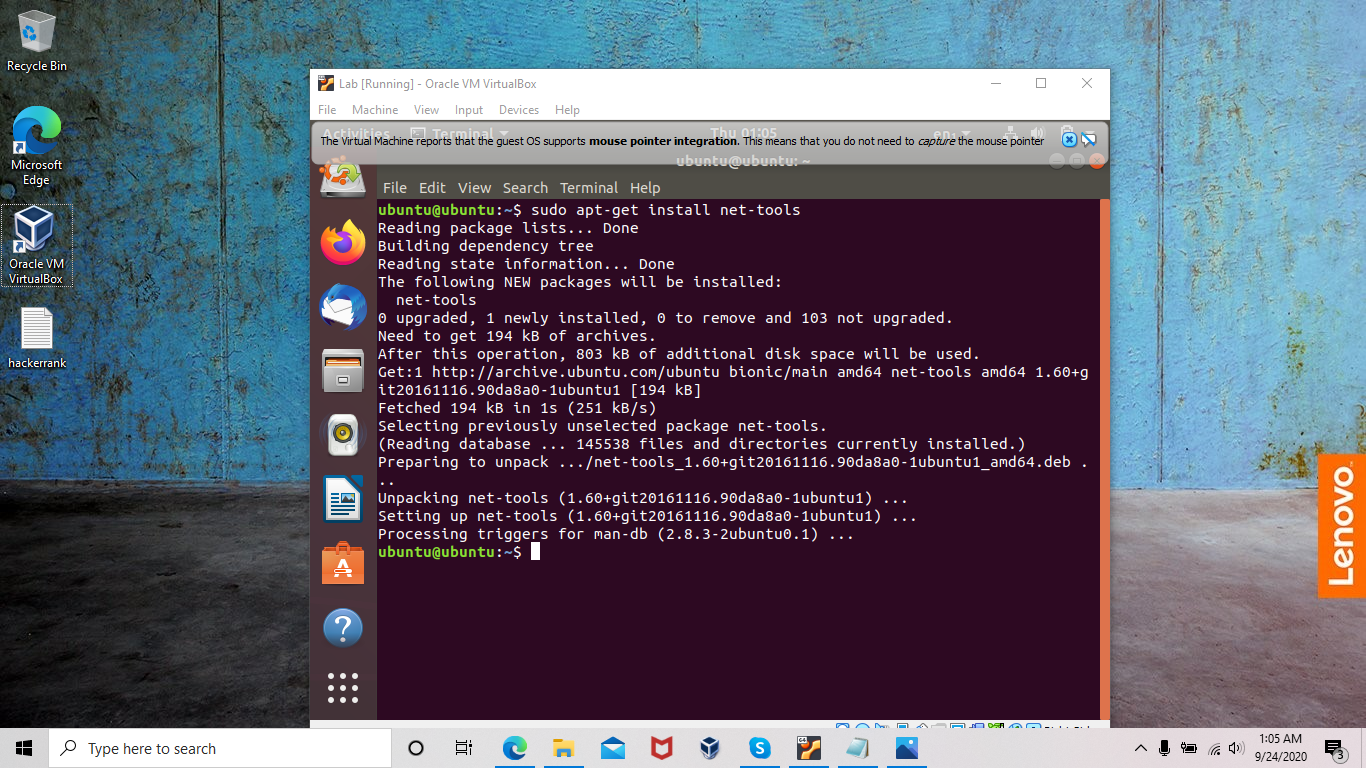 Recycle Bin
Microsoft
Edge
Oracle VM
VirtualBox
hackerrank
Lab [Running] - Oracle VM VirtualBox
File Machine View Input Devices Help
Activities Terminal Thu 01:05 en
The Virtual Machine reports that the guest OS supports mouse pointer integration. This means that you do not need to capture the mouse pointer
ubuntu@ubuntu: ~
File Edit View Search Terminal Help
ubuntu@ubuntu:~$ sudo apt-get install net-tools
Reading package lists... Done
Building dependency tree
Reading state information... Done
The following NEW packages will be installed:
net-tools
0 upgraded, 1 newly installed, 0 to remove and 103 not upgraded.
Need to get 194 kB of archives.
After this operation, 803 kB of additional disk space will be used.
Get:1 http://archive.ubuntu.com/ubuntu bionic/main amd64 net-tools amd64 1.60+g
it20161116.90da8a0-1ubuntu1 [194 kB]
Fetched 194 kB in 1s (251 kB/s)
Selecting previously unselected package net-tools.
(Reading database ... 145538 files and directories currently installed.)
Preparing to unpack .../net-tools_1.60+git20161116.90da8a0-1ubuntu1_amd64.deb .
..
Unpacking net-tools (1.60+git20161116.90da8a0-1ubuntu1) ...
Setting up net-tools (1.60+git20161116.90da8a0-1ubuntu1) ...
Processing triggers for man-db (2.8.3-2ubuntu0.1) ...
ubuntu@ubuntu:~$
Lenovo
Type here to search
1:05 AM
9/24/2020
3